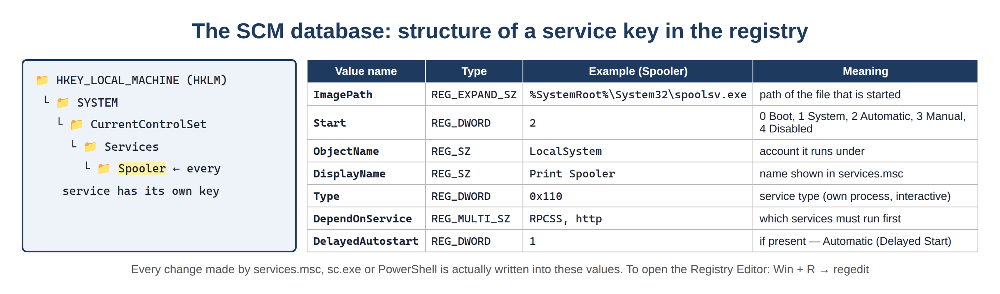 The SCM database: structure of a service key in the registry
📁 HKEY_LOCAL_MACHINE (HKLM)
└ 📁 SYSTEM
└ 📁 CurrentControlSet
└ 📁 Services
└ 📁 Spooler ← every
service has its own key
Value name Type Example (Spooler) Meaning
ImagePath REG_EXPAND_SZ %SystemRoot%\System32\spoolsv.exe path of the file that is started
Start REG_DWORD 2 0 Boot, 1 System, 2 Automatic, 3 Manual,
4 Disabled
ObjectName REG_SZ LocalSystem account it runs under
DisplayName REG_SZ Print Spooler name shown in services.msc
Type REG_DWORD 0x110 service type (own process, interactive)
DependOnService REG_MULTI_SZ RPCSS, http which services must run first
DelayedAutostart REG_DWORD 1 if present — Automatic (Delayed Start)
Every change made by services.msc, sc.exe or PowerShell is actually written into these values. To open the Registry Editor: Win + R → regedit